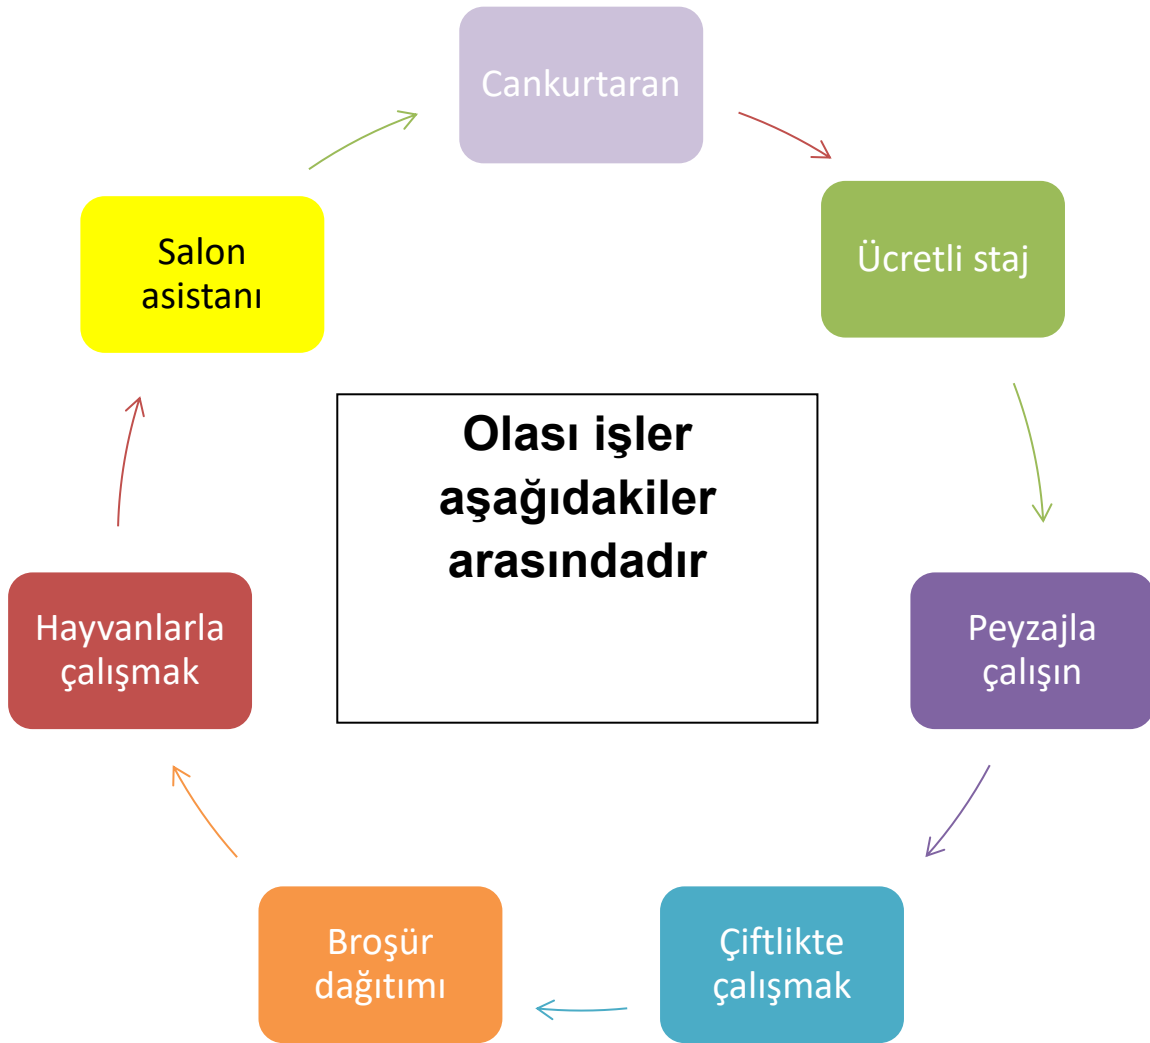 Cankurtaran
Ücretli staj
Peyzajla
çalışın
Çiftlikte
çalışmak
Broşür
dağıtımı
Hayvanlarla
çalışmak
Salon
asistanı
Olası işler
aşağıdakiler
arasındadır